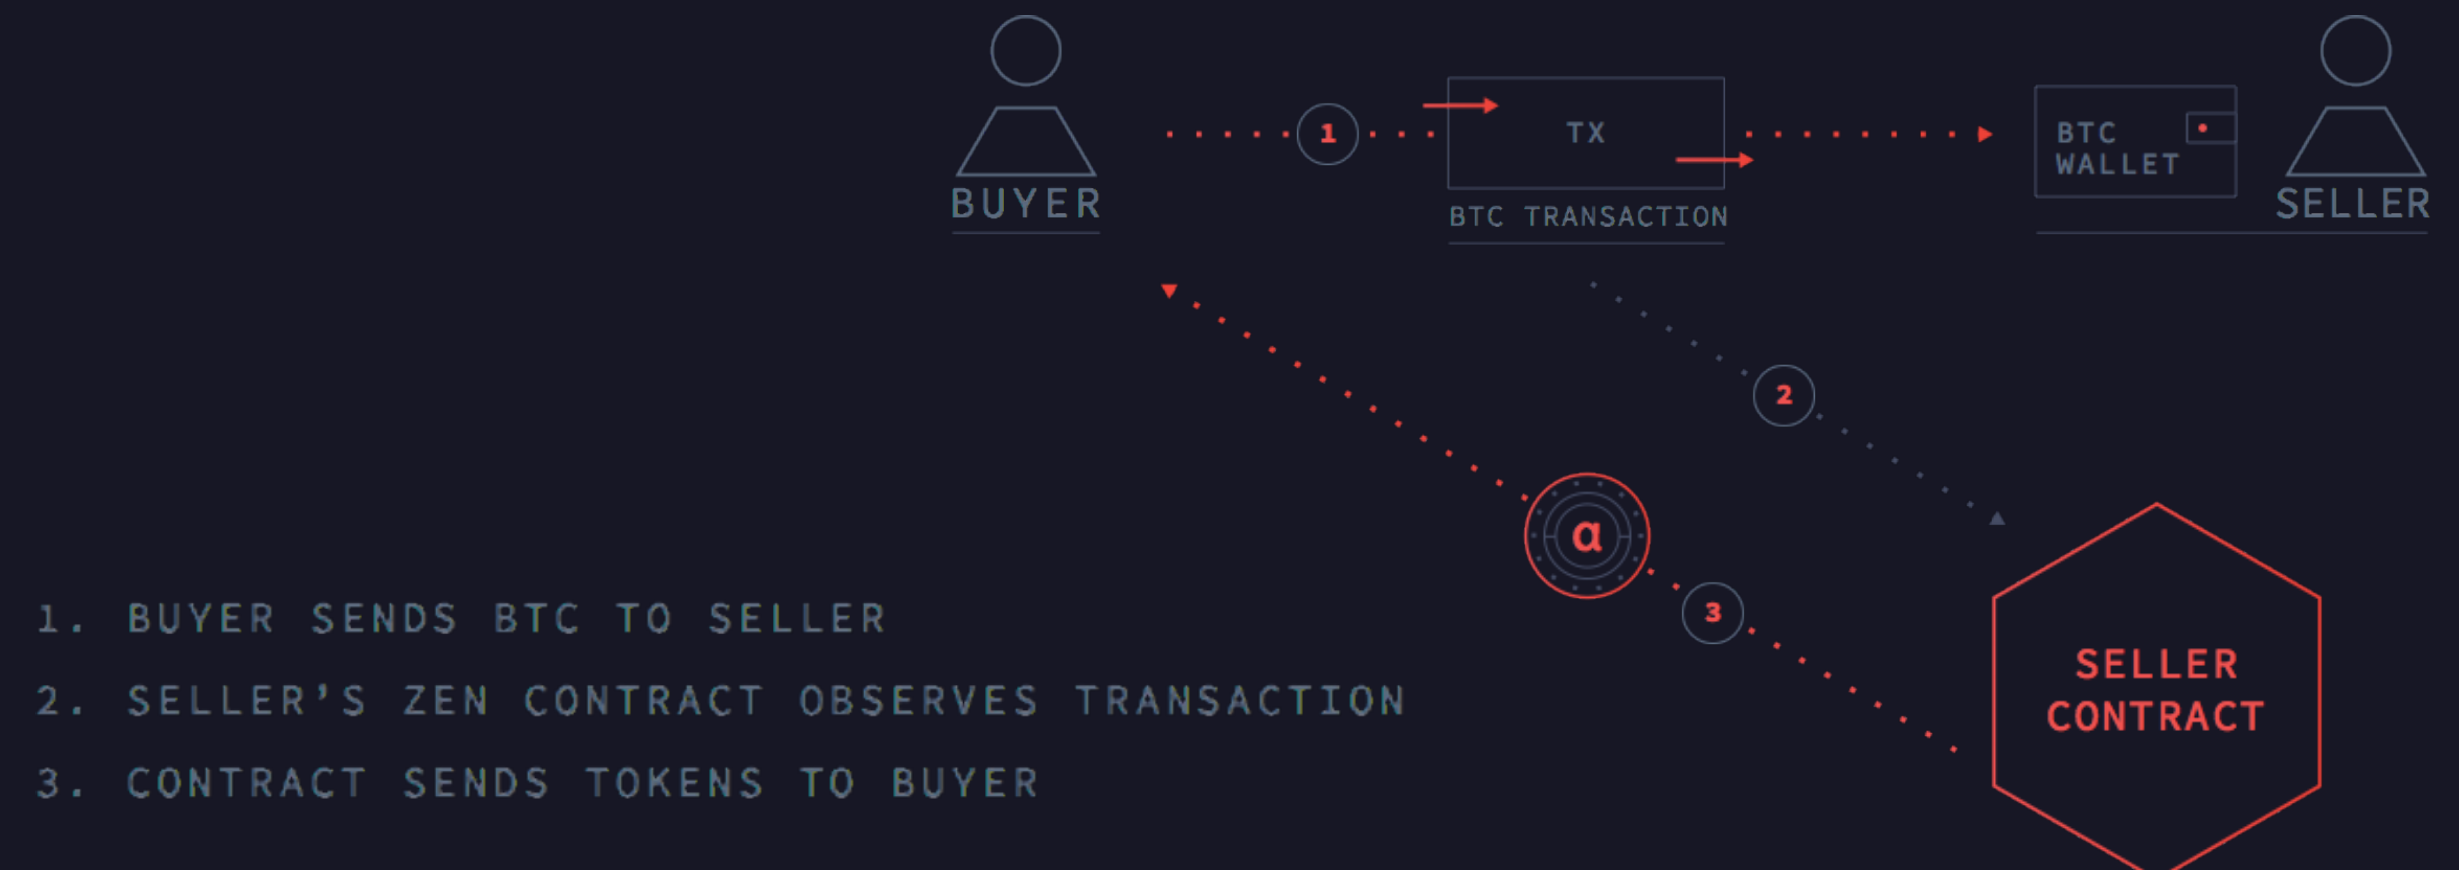 BUYER
1
TX
BTC TRANSACTION
BTC
WALLET
SELLER
2
α
3
SELLER
CONTRACT
1. BUYER SENDS BTC TO SELLER
2. SELLER’S ZEN CONTRACT OBSERVES TRANSACTION
3. CONTRACT SENDS TOKENS TO BUYER